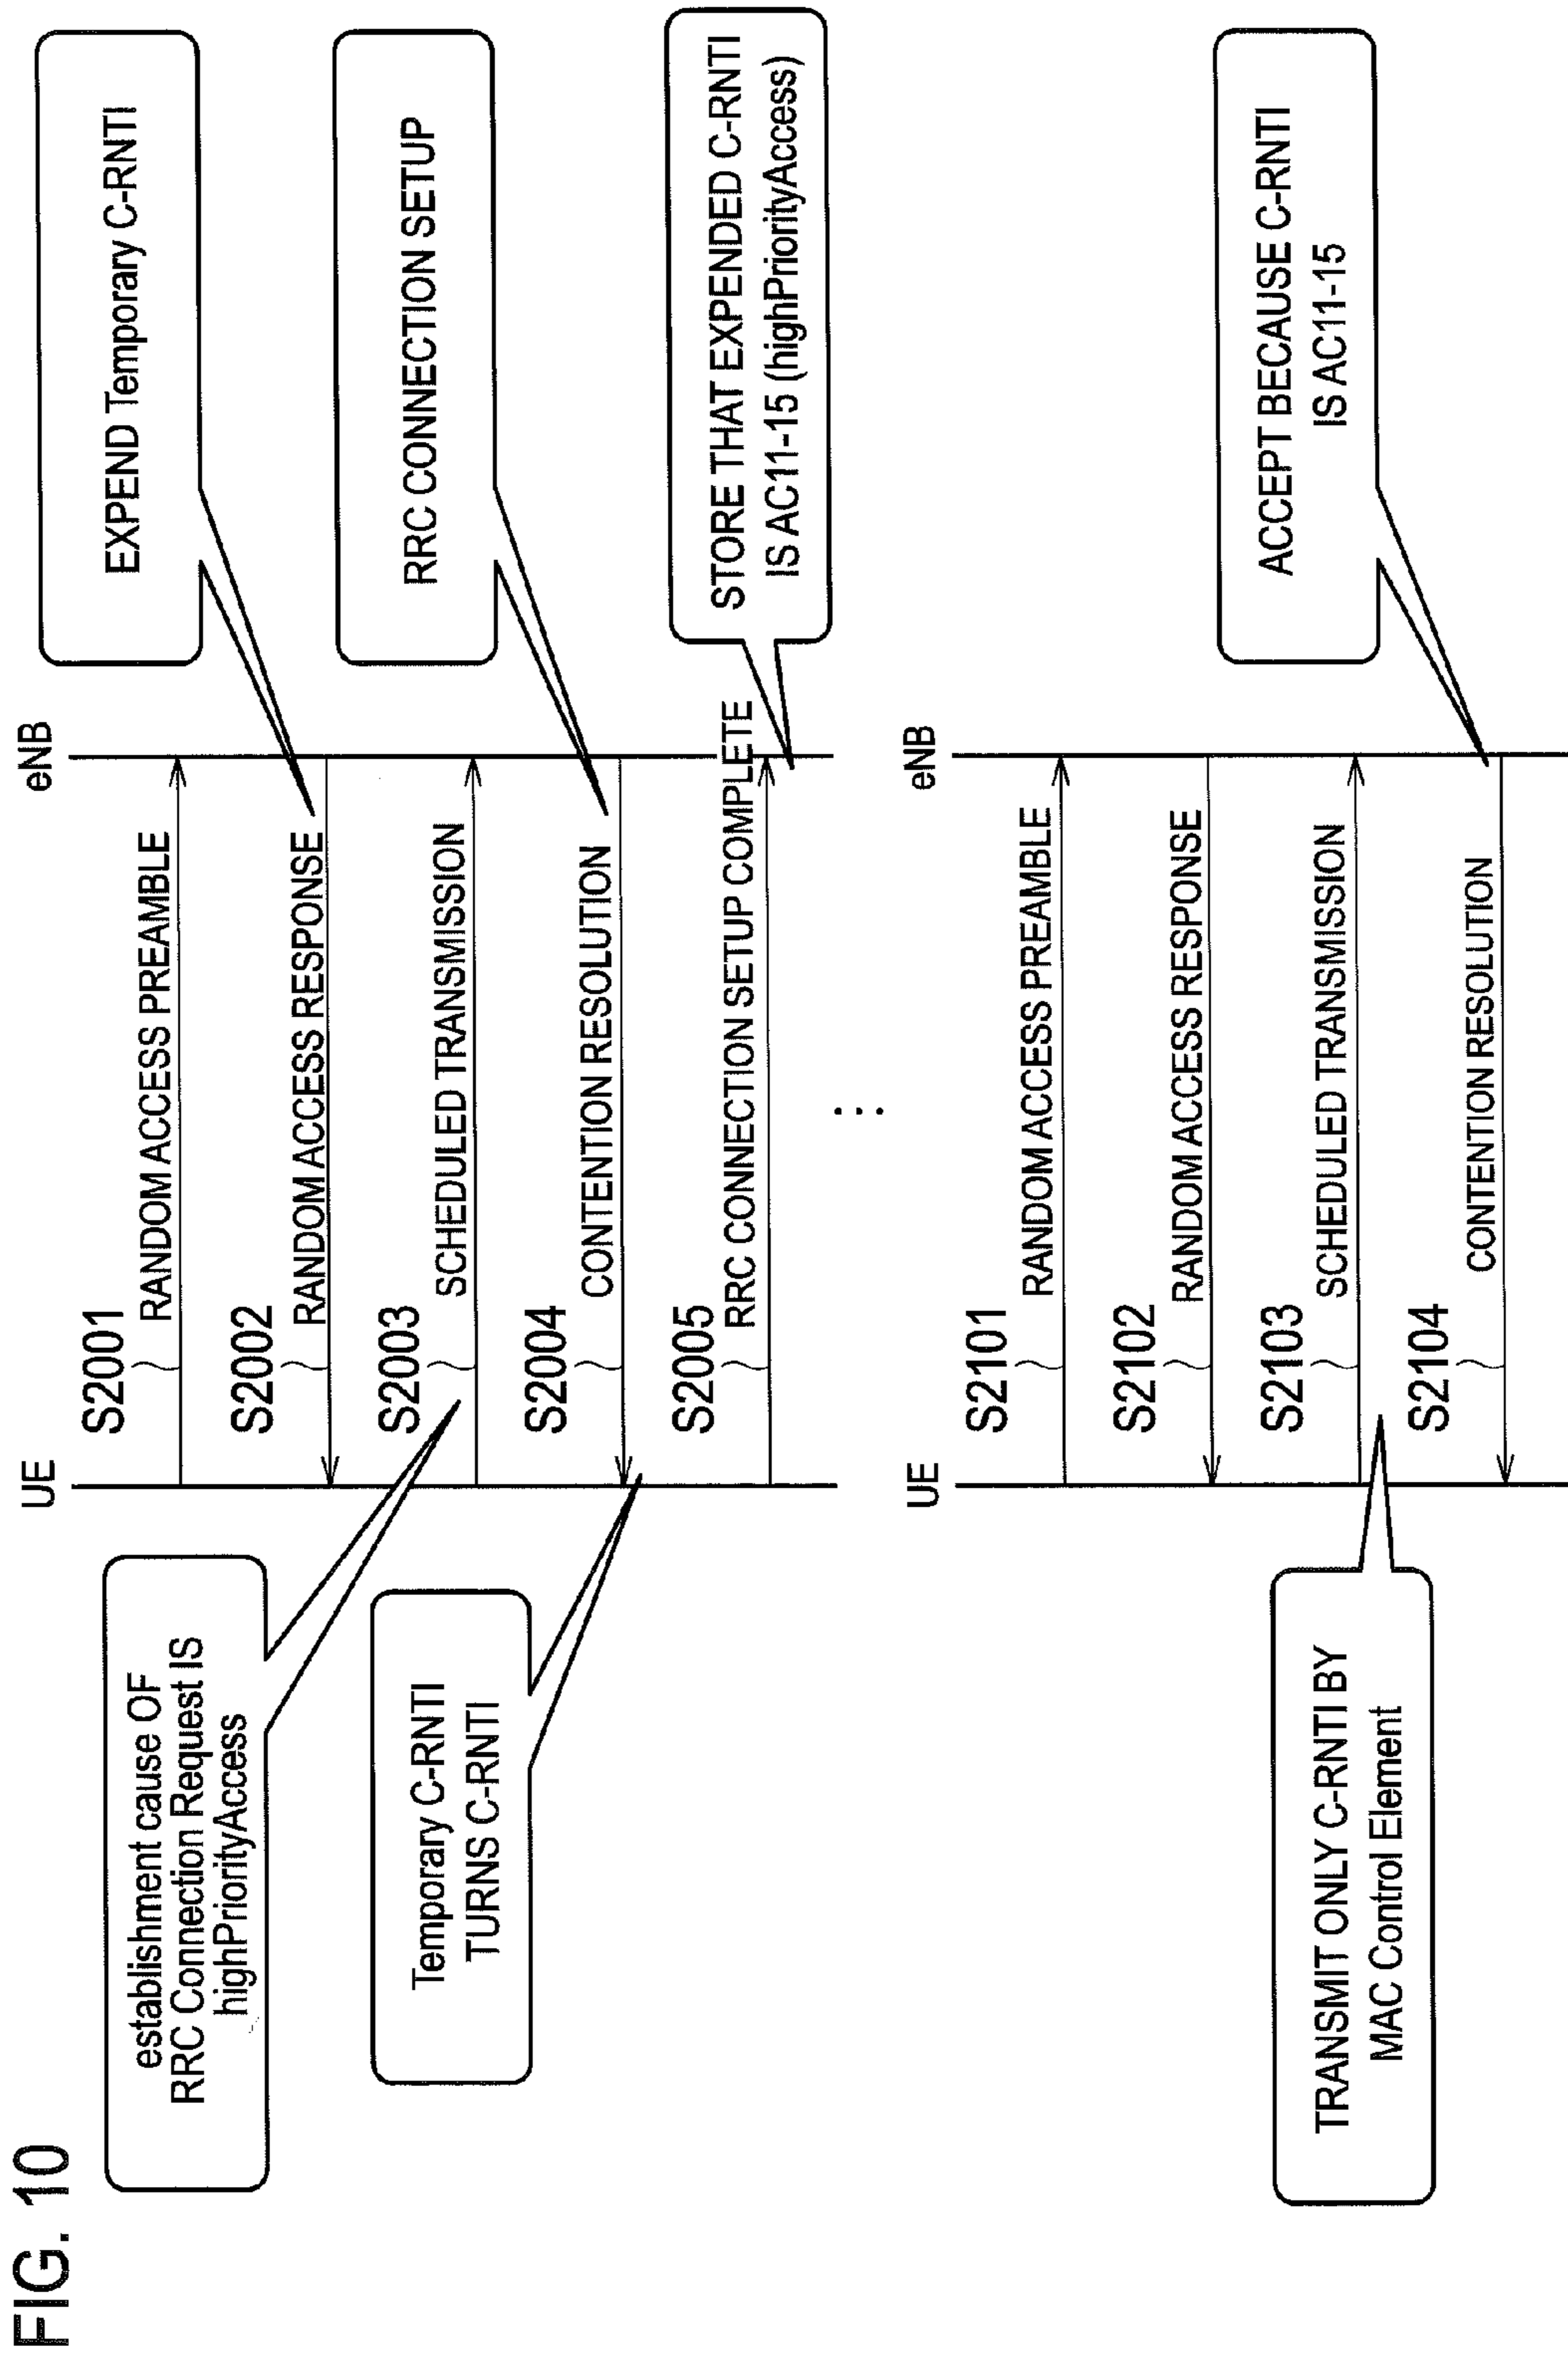 FIG. 10
UE
eNB
S2001
RANDOM ACCESS PREAMBLE
S2002
RANDOM ACCESS RESPONSE
EXPEND Temporary C-RNTI
establishment cause OF
RRC Connection Request IS
highPriorityAccess
S2003
SCHEDULED TRANSMISSION
S2004
CONTENTION RESOLUTION
RRC CONNECTION SETUP
Temporary C-RNTI
TURNS C-RNTI
S2005
RRC CONNECTION SETUP COMPLETE
STORE THAT EXPENDED C-RNTI
IS AC11-15 (highPriorityAccess)
UE
eNB
S2101
RANDOM ACCESS PREAMBLE
S2102
RANDOM ACCESS RESPONSE
S2103
SCHEDULED TRANSMISSION
TRANSMIT ONLY C-RNTI BY
MAC Control Element
S2104
CONTENTION RESOLUTION
ACCEPT BECAUSE C-RNTI
IS AC11-15